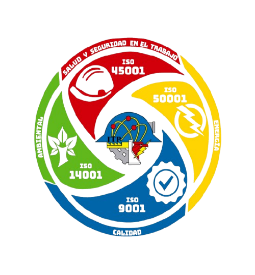 SALUD Y SEGURIDAD EN EL TRABAJO
ISO
45001
ISO
50001
ENERGÍA
AMBIENTAL
ISO
14001
ISO
9001
CALIDAD